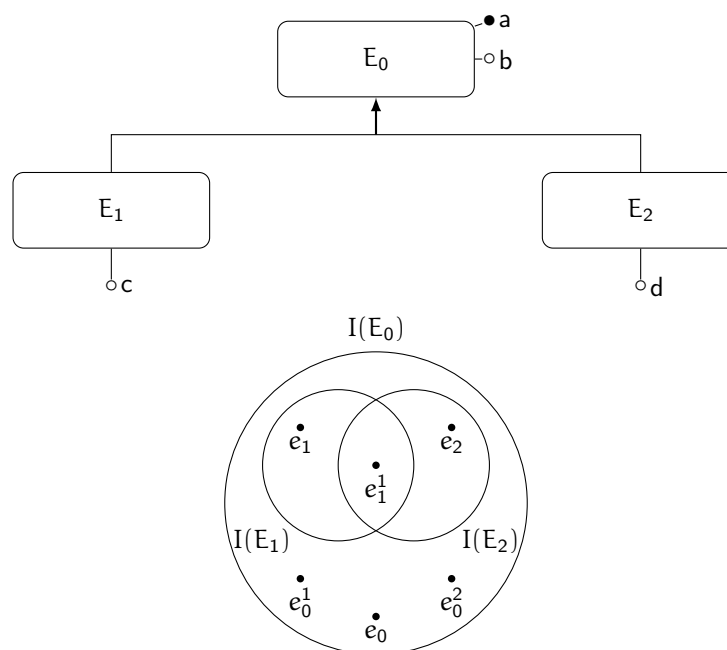 a
E₀
b
E₁ E₂
c d
I(E₀)
e₁ e₂
e₁¹
I(E₁) I(E₂)
e₀¹ e₀²
e₀